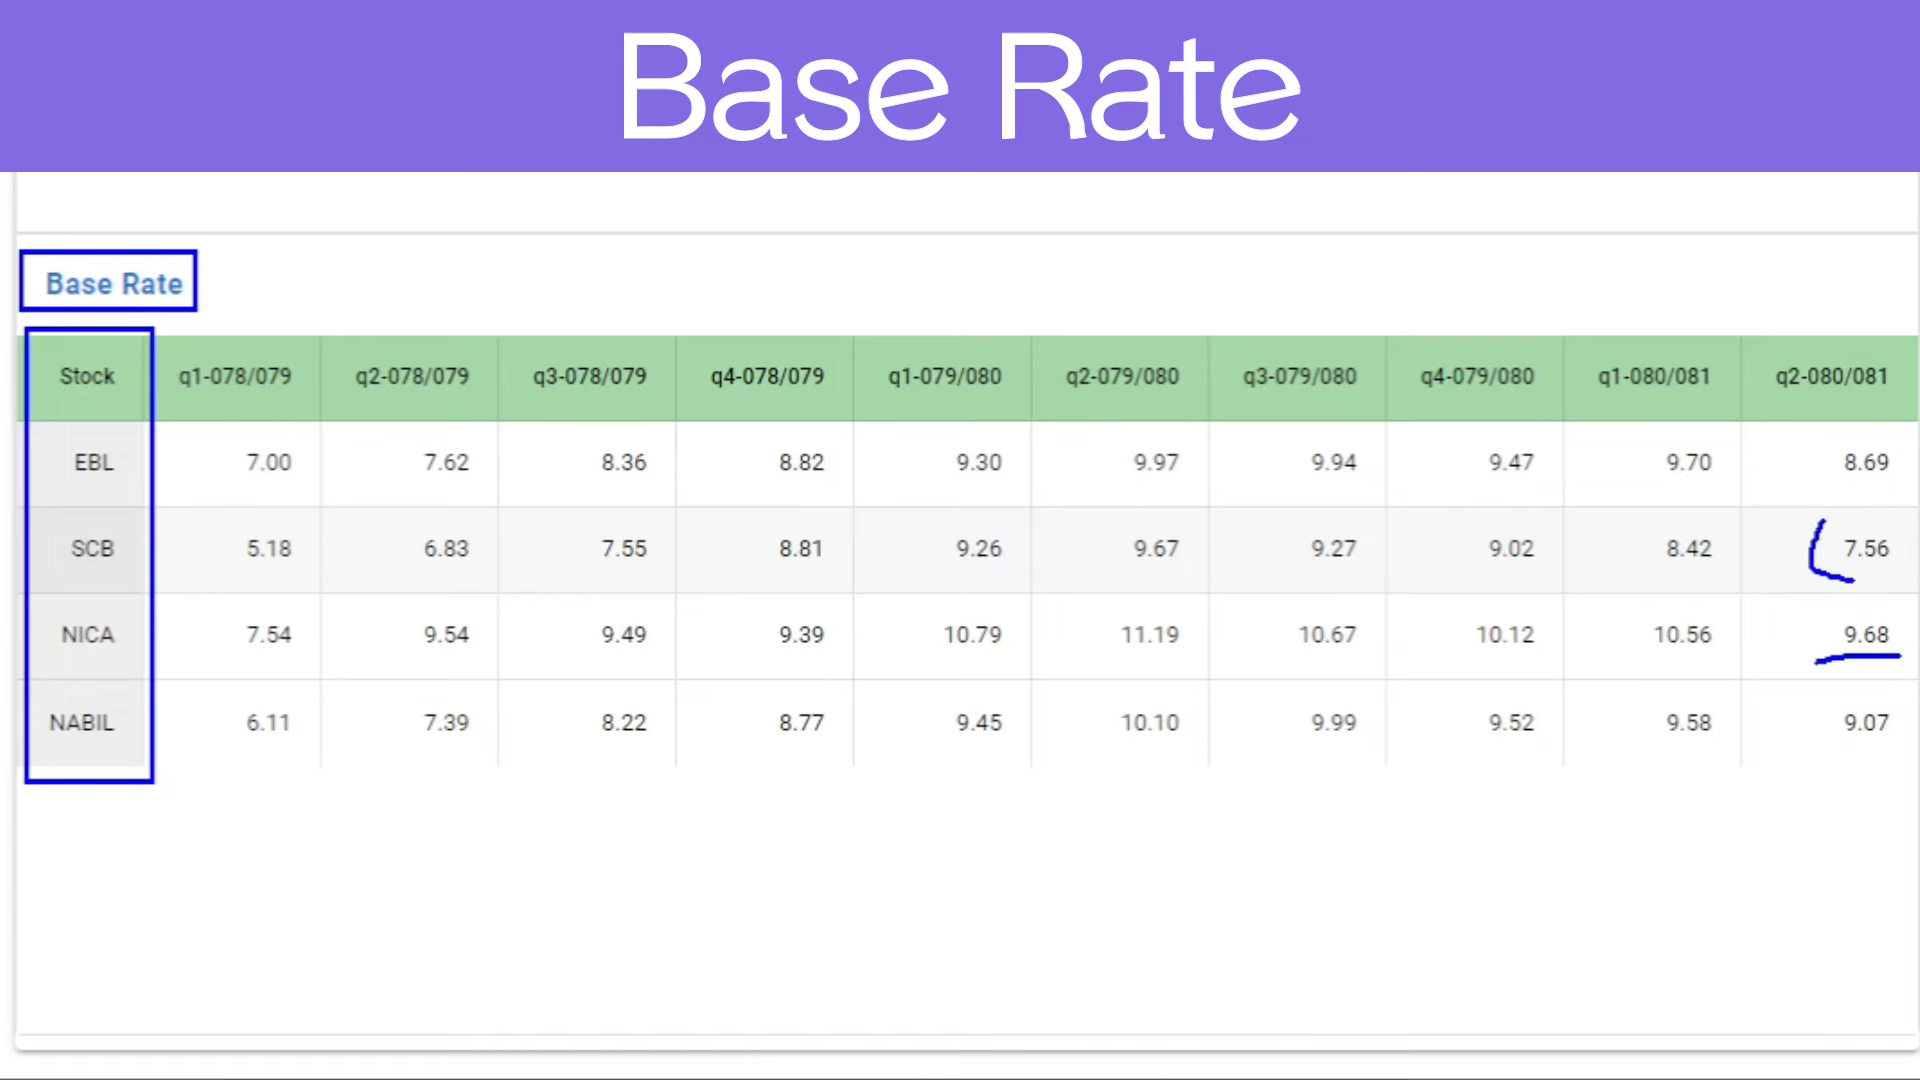 Base Rate
Base Rate
Stock q1-078/079 q2-078/079 q3-078/079 q4-078/079 q1-079/080 q2-079/080 q3-079/080 q4-079/080 q1-080/081 q2-080/081
EBL 7.00 7.62 8.36 8.82 9.30 9.97 9.94 9.47 9.70 8.69
SCB 5.18 6.83 7.55 8.81 9.26 9.67 9.27 9.02 8.42 7.56
NICA 7.54 9.54 9.49 9.39 10.79 11.19 10.67 10.12 10.56 9.68
NABIL 6.11 7.39 8.22 8.77 9.45 10.10 9.99 9.52 9.58 9.07